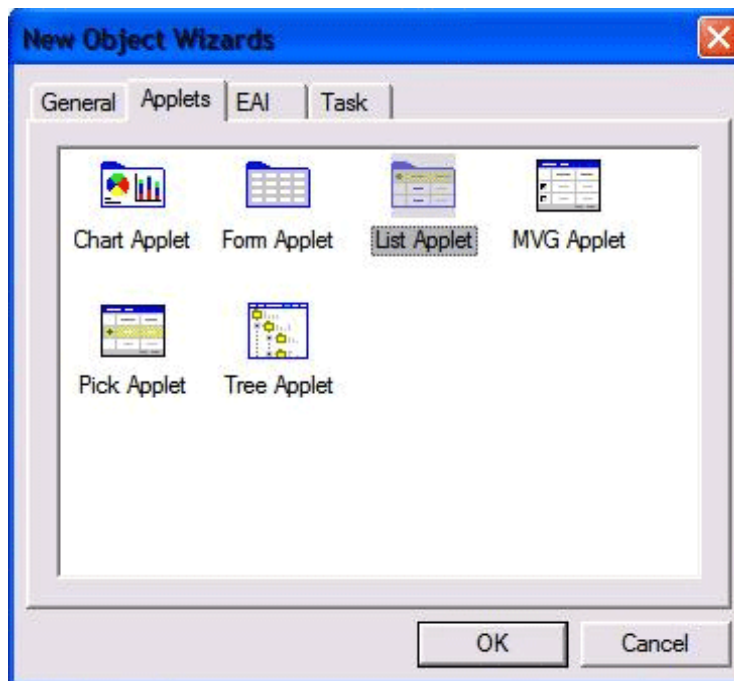 New Object Wizards
General Applets EAI Task
Chart Applet Form Applet List Applet MVG Applet
Pick Applet Tree Applet
OK Cancel